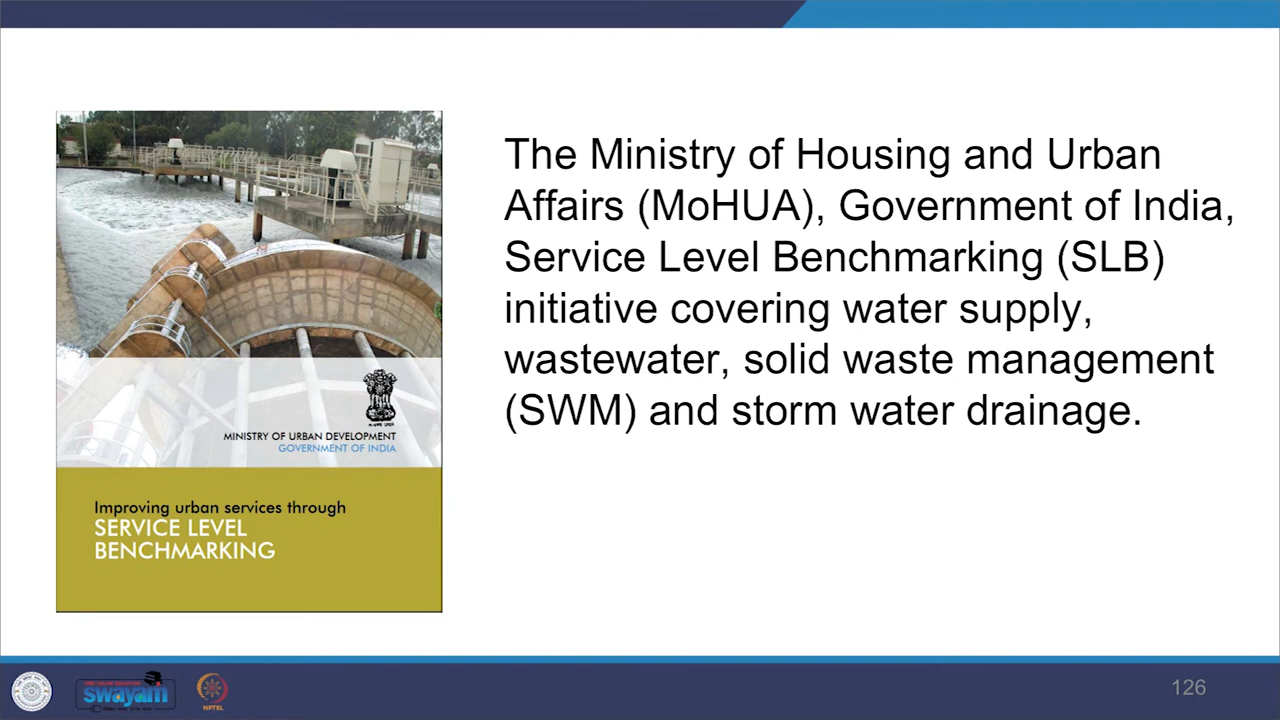 The Ministry of Housing and Urban
Affairs (MoHUA), Government of India,
Service Level Benchmarking (SLB)
initiative covering water supply,
wastewater, solid waste management
(SWM) and storm water drainage.
MINISTRY OF URBAN DEVELOPMENT
GOVERNMENT OF INDIA
Improving urban services through
SERVICE LEVEL
BENCHMARKING
swayam
NPTEL
126